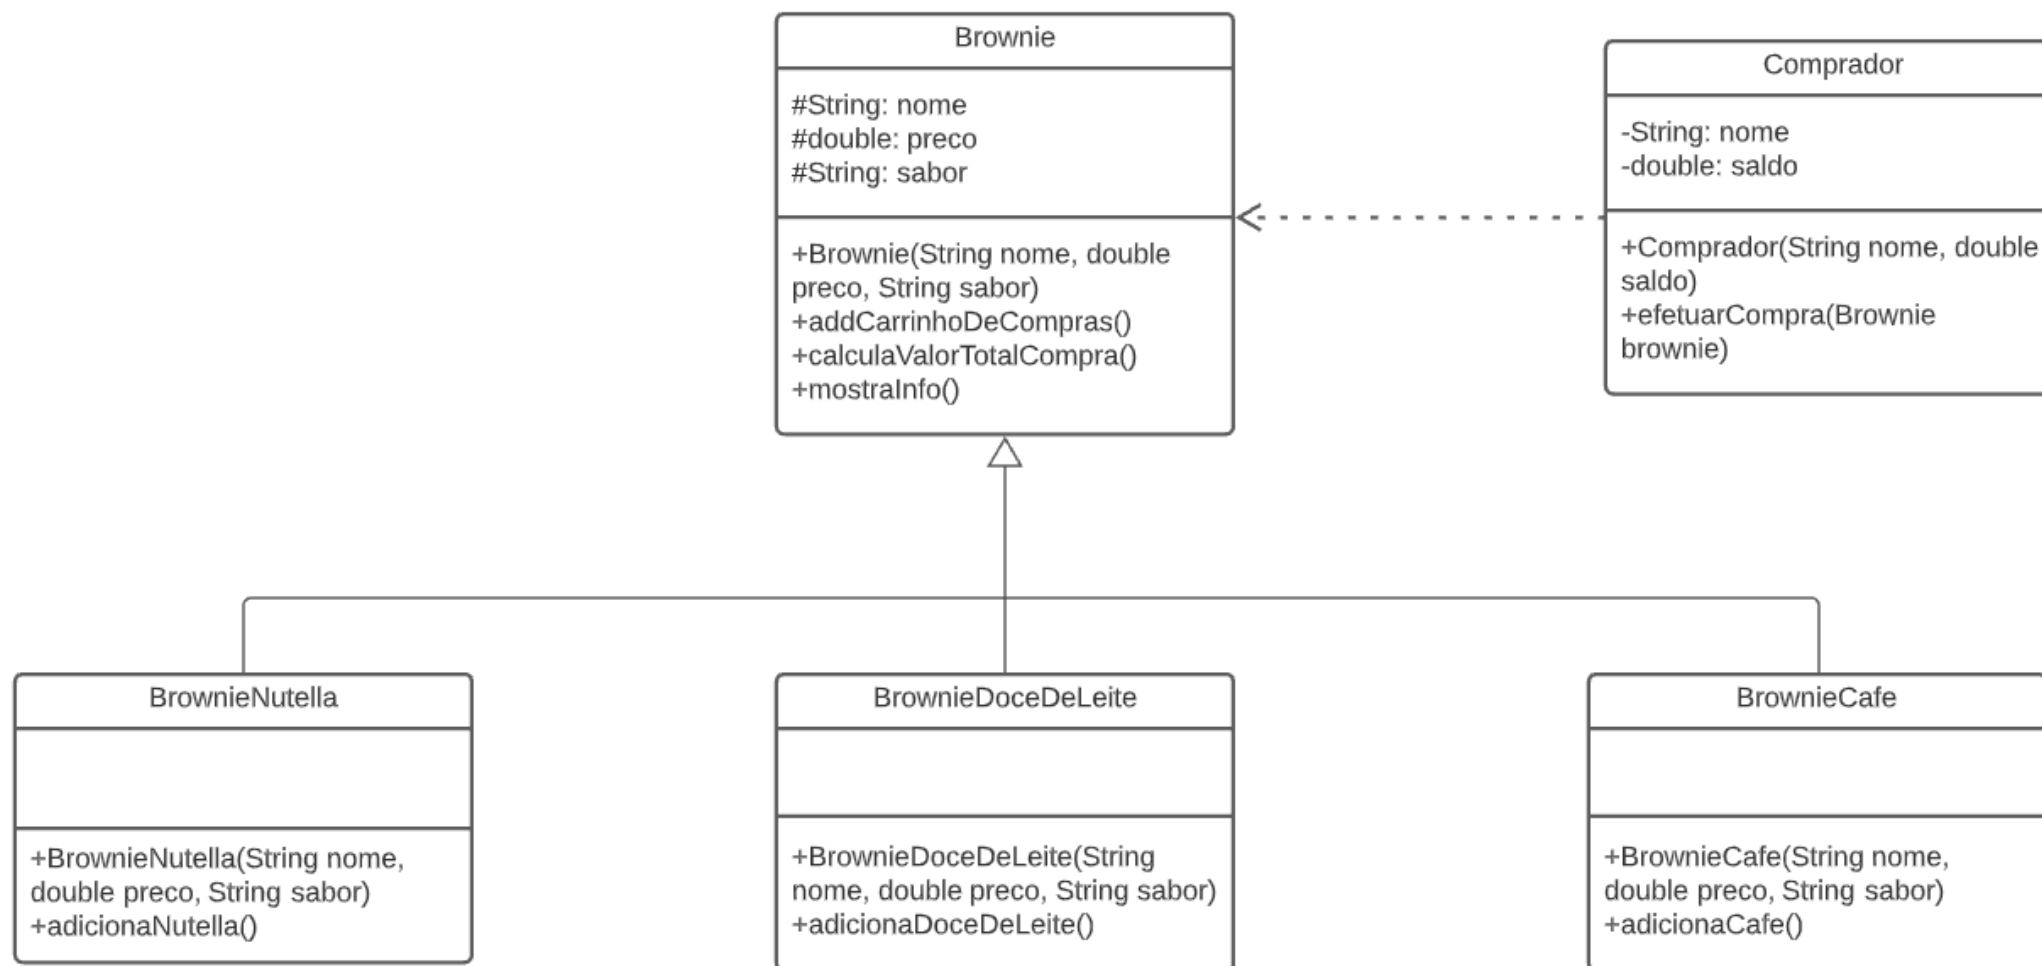 Brownie
#String: nome
#double: preco
#String: sabor
+Brownie(String nome, double
preco, String sabor)
+addCarrinhoDeCompras()
+calculaValorTotalCompra()
+mostraInfo()
Comprador
-String: nome
-double: saldo
+Comprador(String nome, double
saldo)
+efetuarCompra(Brownie
brownie)
BrownieNutella
+BrownieNutella(String nome,
double preco, String sabor)
+adicionaNutella()
BrownieDoceDeLeite
+BrownieDoceDeLeite(String
nome, double preco, String sabor)
+adicionaDoceDeLeite()
BrownieCafe
+BrownieCafe(String nome,
double preco, String sabor)
+adicionaCafe()